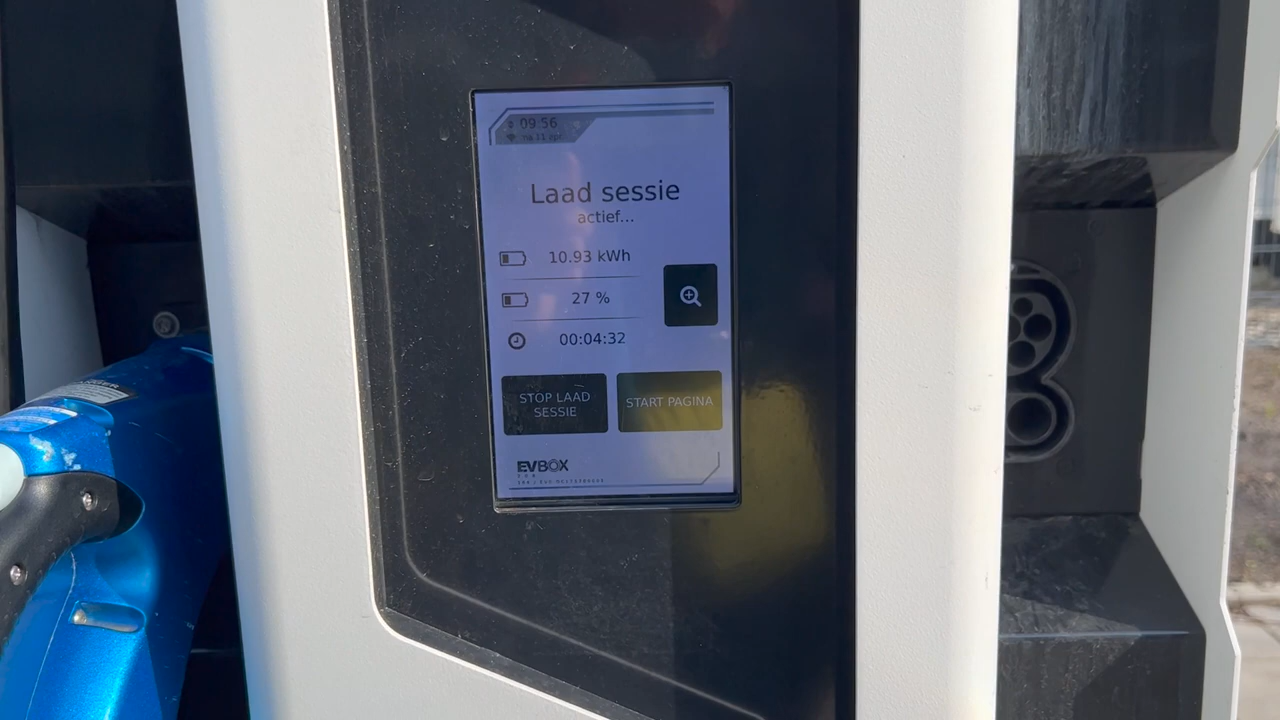 09:56
Laad sessie
actief...
10.93 kWh
27 %
00:04:32
STOP LAAD
SESSIE
START PAGINA
EVBOX